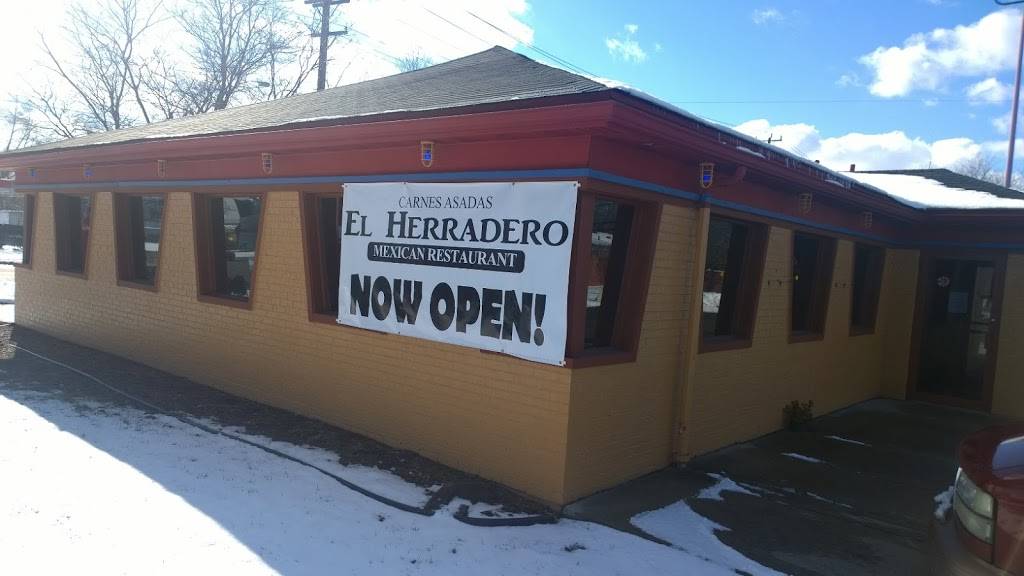 CARNES ASADAS
EL HERRADERO
MEXICAN RESTAURANT
NOW OPEN!